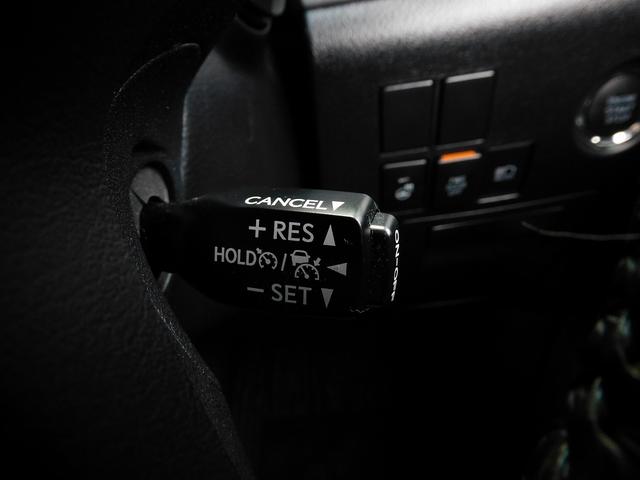 CANCEL▼
+ RES ▲
HOLD /
− SET ▼
ON·OFF